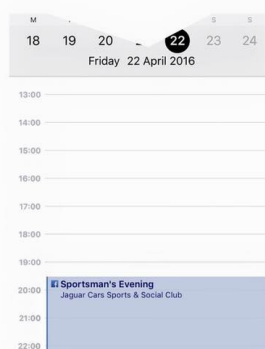 M S S
18 19 20 22 23 24
Friday 22 April 2016
13:00
14:00
15:00
16:00
17:00
18:00
19:00
20:00
Sportsman's Evening
Jaguar Cars Sports & Social Club
21:00
22:00